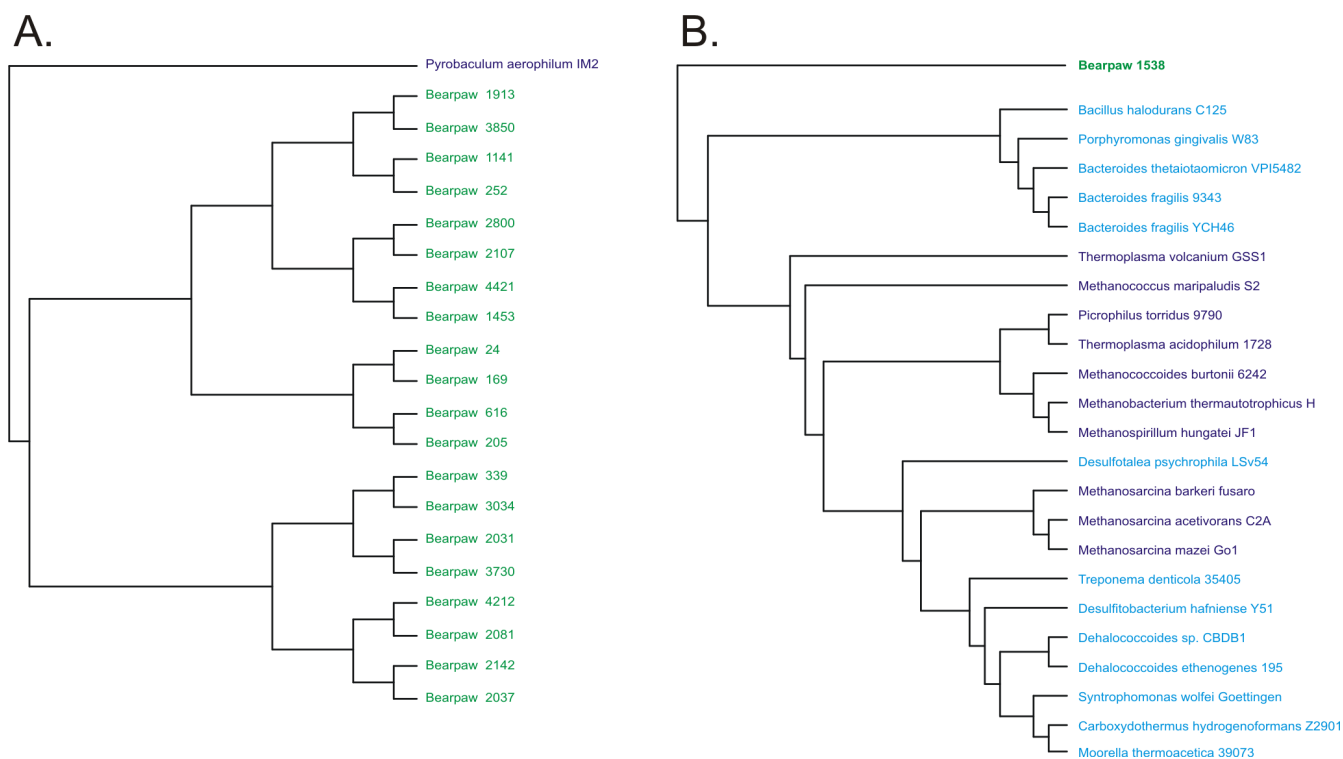 A.
Pyrobaculum aerophilum IM2
Bearpaw 1913
Bearpaw 3850
Bearpaw 1141
Bearpaw 252
Bearpaw 2800
Bearpaw 2107
Bearpaw 4421
Bearpaw 1453
Bearpaw 24
Bearpaw 169
Bearpaw 616
Bearpaw 205
Bearpaw 339
Bearpaw 3034
Bearpaw 2031
Bearpaw 3730
Bearpaw 4212
Bearpaw 2081
Bearpaw 2142
Bearpaw 2037
B.
Bearpaw 1538
Bacillus halodurans C125
Porphyromonas gingivalis W83
Bacteroides thetaiotaomicron VPI5482
Bacteroides fragilis 9343
Bacteroides fragilis YCH46
Thermoplasma volcanium GSS1
Methanococcus maripaludis S2
Picrophilus torridus 9790
Thermoplasma acidophilum 1728
Methanococcoides burtonii 6242
Methanobacterium thermautotrophicus H
Methanospirillum hungatei JF1
Desulfotalea psychrophila LSv54
Methanosarcina barkeri fusaro
Methanosarcina acetivorans C2A
Methanosarcina mazei Go1
Treponema denticola 35405
Desulfitobacterium hafniense Y51
Dehalococcoides sp. CBDB1
Dehalococcoides ethenogenes 195
Syntrophomonas wolfei Goettingen
Carboxydothermus hydrogenoformans Z2901
Moorella thermoacetica 39073